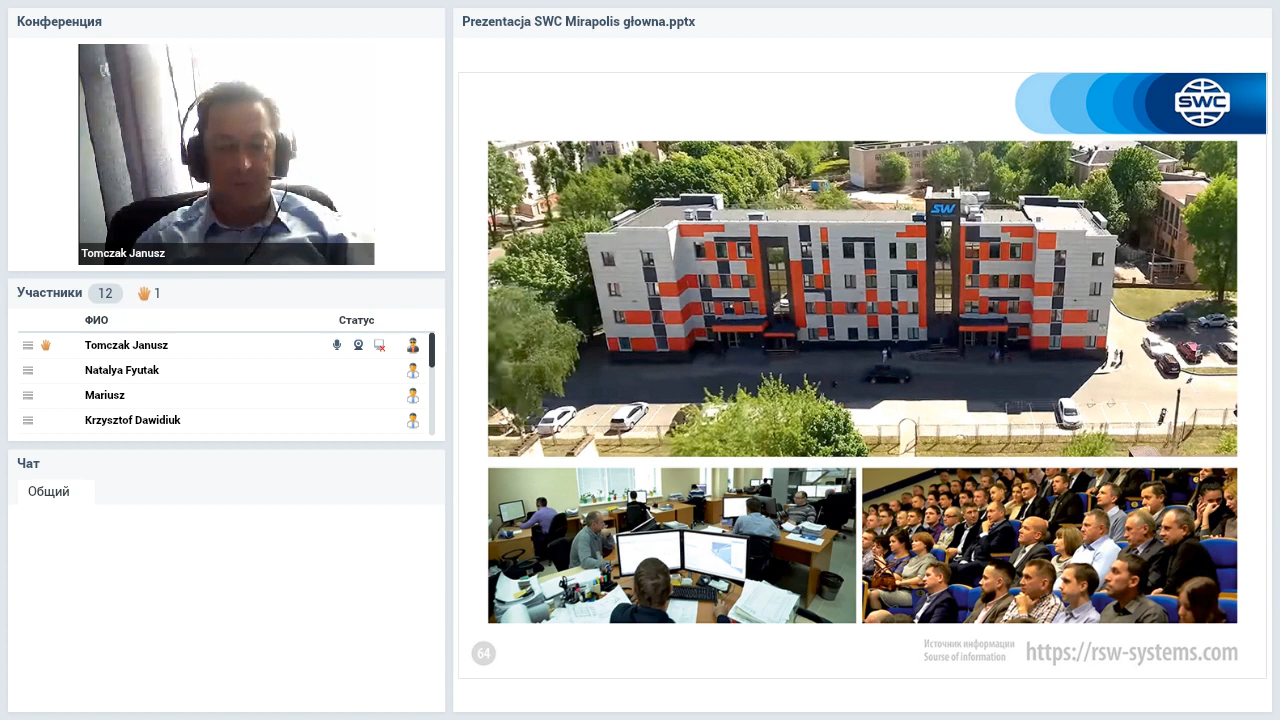 Конференция
Tomczak Janusz
Участники 12 1
ФИО Статус
Tomczak Janusz
Natalya Fyutak
Mariusz
Krzysztof Dawidiuk
Чат
Общий
Prezentacja SWC Mirapolis głowna.pptx
SWC
SW
64
Источник информации
Sourse of information
https://rsw-systems.com